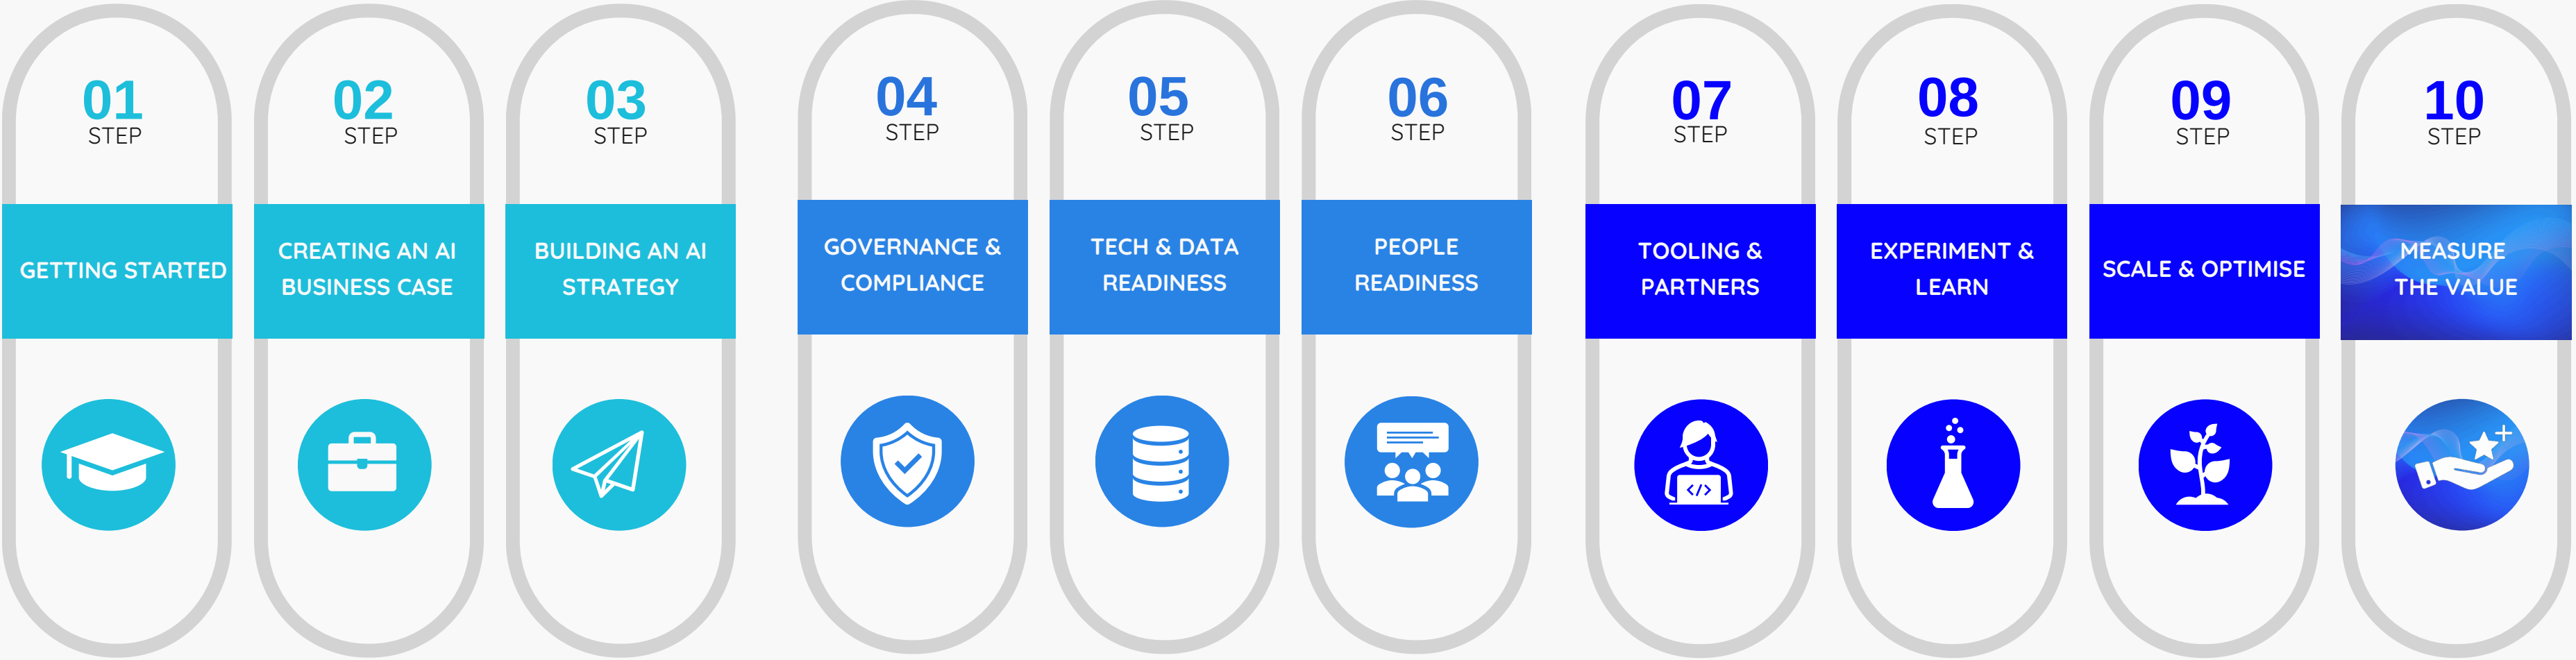 01
STEP
GETTING STARTED
02
STEP
CREATING AN AI
BUSINESS CASE
03
STEP
BUILDING AN AI
STRATEGY
04
STEP
GOVERNANCE &
COMPLIANCE
05
STEP
TECH & DATA
READINESS
06
STEP
PEOPLE
READINESS
07
STEP
TOOLING &
PARTNERS
</>
08
STEP
EXPERIMENT &
LEARN
09
STEP
SCALE & OPTIMISE
10
STEP
MEASURE
THE VALUE